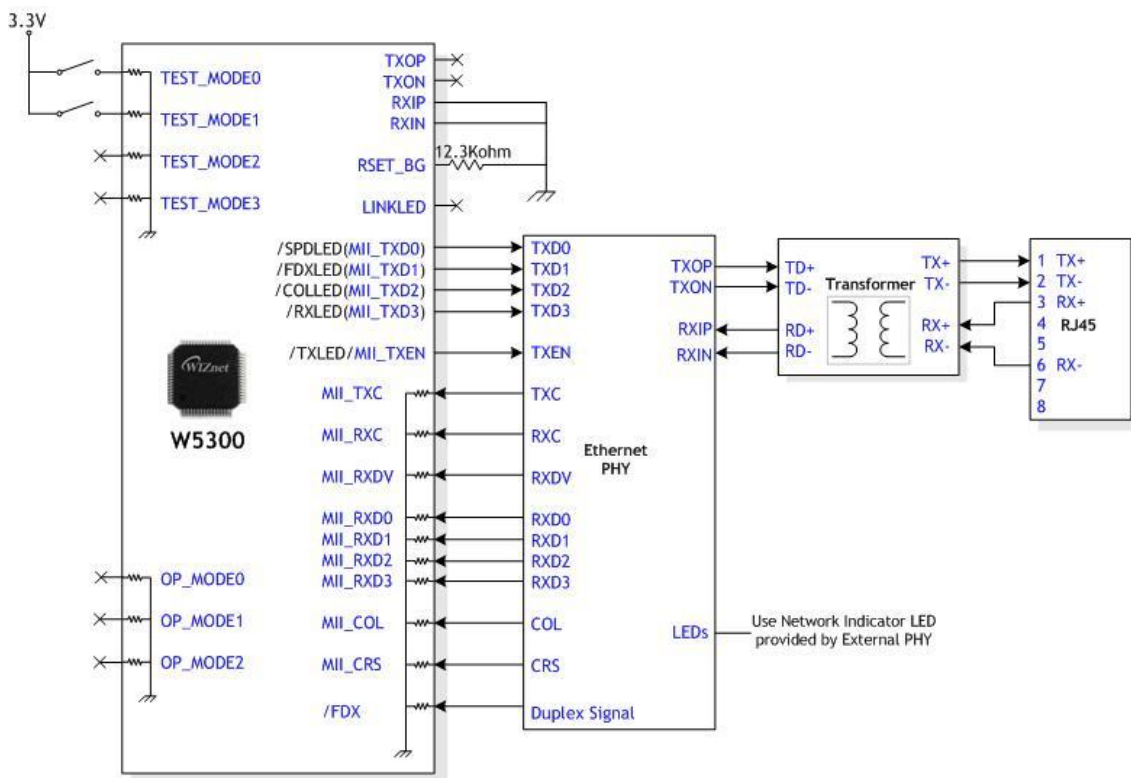 3.3V
TEST_MODE0
TEST_MODE1
TEST_MODE2
TEST_MODE3
TXOP
TXON
RXIP
RXIN
12.3Kohm
RSET_BG
LINKLED
/SPDLED(MII_TXD0)
/FDXLED(MII_TXD1)
/COLLED(MII_TXD2)
/RXLED(MII_TXD3)
/TXLED/MII_TXEN
MII_TXC
MII_RXC
MII_RXDV
MII_RXD0
MII_RXD1
MII_RXD2
MII_RXD3
MII_COL
MII_CRS
/FDX
WIZnet
W5300
OP_MODE0
OP_MODE1
OP_MODE2
TXD0
TXD1
TXD2
TXD3
TXEN
TXC
RXC
RXDV
RXD0
RXD1
RXD2
RXD3
COL
CRS
Duplex Signal
Ethernet
PHY
TXOP
TXON
RXIP
RXIN
LEDs
Use Network Indicator LED
provided by External PHY
TD+
TD-
RD+
RD-
Transformer
TX+
TX-
RX+
RX-
1 TX+
2 TX-
3 RX+
4
RJ45
5
6 RX-
7
8